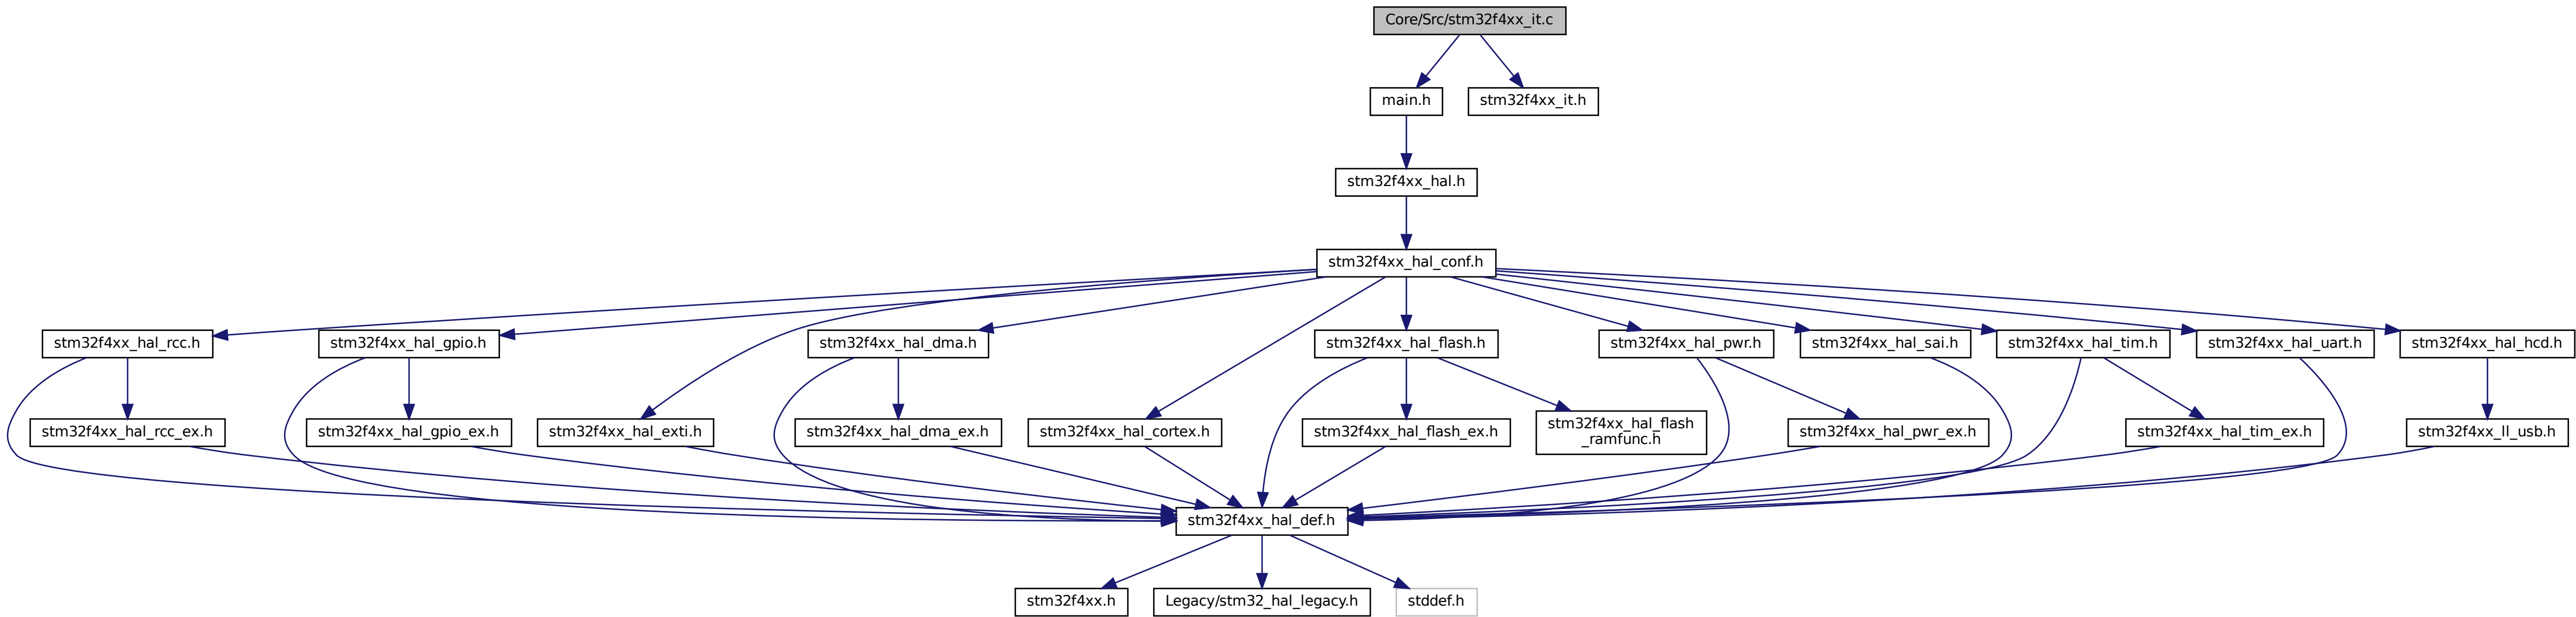 Core/Src/stm32f4xx_it.c
main.h
stm32f4xx_it.h
stm32f4xx_hal.h
stm32f4xx_hal_conf.h
stm32f4xx_hal_rcc.h
stm32f4xx_hal_gpio.h
stm32f4xx_hal_dma.h
stm32f4xx_hal_flash.h
stm32f4xx_hal_pwr.h
stm32f4xx_hal_sai.h
stm32f4xx_hal_tim.h
stm32f4xx_hal_uart.h
stm32f4xx_hal_hcd.h
stm32f4xx_hal_rcc_ex.h
stm32f4xx_hal_gpio_ex.h
stm32f4xx_hal_exti.h
stm32f4xx_hal_dma_ex.h
stm32f4xx_hal_cortex.h
stm32f4xx_hal_flash_ex.h
stm32f4xx_hal_flash
_ramfunc.h
stm32f4xx_hal_pwr_ex.h
stm32f4xx_hal_tim_ex.h
stm32f4xx_ll_usb.h
stm32f4xx_hal_def.h
stm32f4xx.h
Legacy/stm32_hal_legacy.h
stddef.h